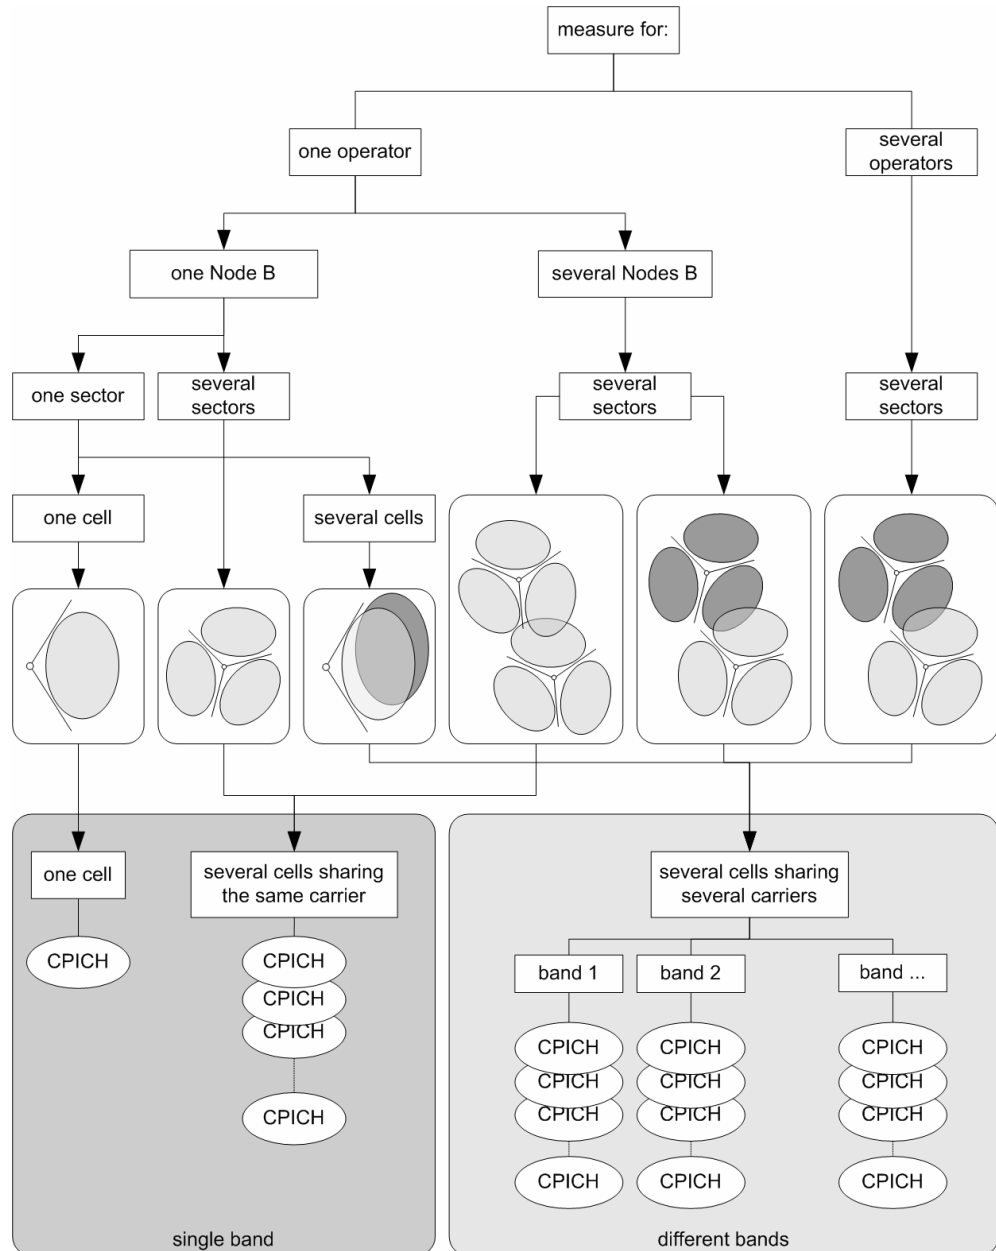 measure for:
one operator
several
operators
one Node B
several Nodes B
one sector
several
sectors
several
sectors
several
sectors
one cell
several cells
one cell
several cells sharing
the same carrier
several cells sharing
several carriers
CPICH
CPICH
CPICH
CPICH
CPICH
band 1
band 2
band ...
CPICH
CPICH
CPICH
CPICH
CPICH
CPICH
CPICH
CPICH
CPICH
CPICH
CPICH
CPICH
single band
different bands